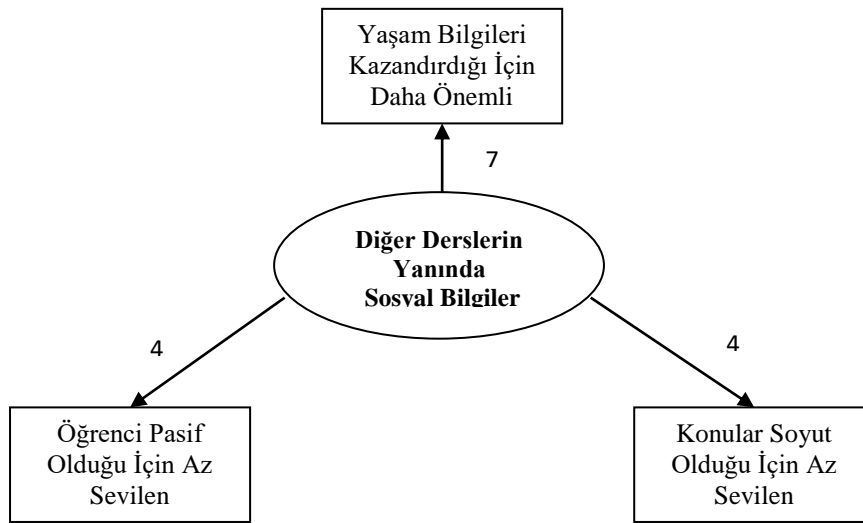 Yaşam Bilgileri
Kazandırdığı İçin
Daha Önemli
7
Diğer Derslerin
Yanında
Sosyal Bilgiler
4
4
Öğrenci Pasif
Olduğu İçin Az
Sevilen
Konular Soyut
Olduğu İçin Az
Sevilen